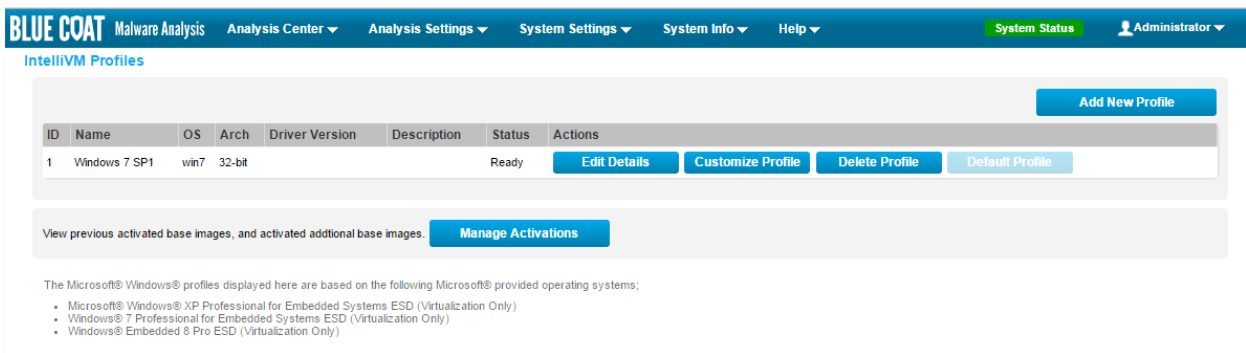 BLUE COAT Malware Analysis Analysis Center Analysis Settings System Settings System Info Help System Status Administrator
IntelliVM Profiles
Add New Profile
ID Name OS Arch Driver Version Description Status Actions
1 Windows 7 SP1 win7 32-bit Ready Edit Details Customize Profile Delete Profile Default Profile
View previous activated base images, and activated addtional base images. Manage Activations
The Microsoft® Windows® profiles displayed here are based on the following Microsoft® provided operating systems;
• Microsoft® Windows® XP Professional for Embedded Systems ESD (Virtualization Only)
• Windows® 7 Professional for Embedded Systems ESD (Virtualization Only)
• Windows® Embedded 8 Pro ESD (Virtualization Only)